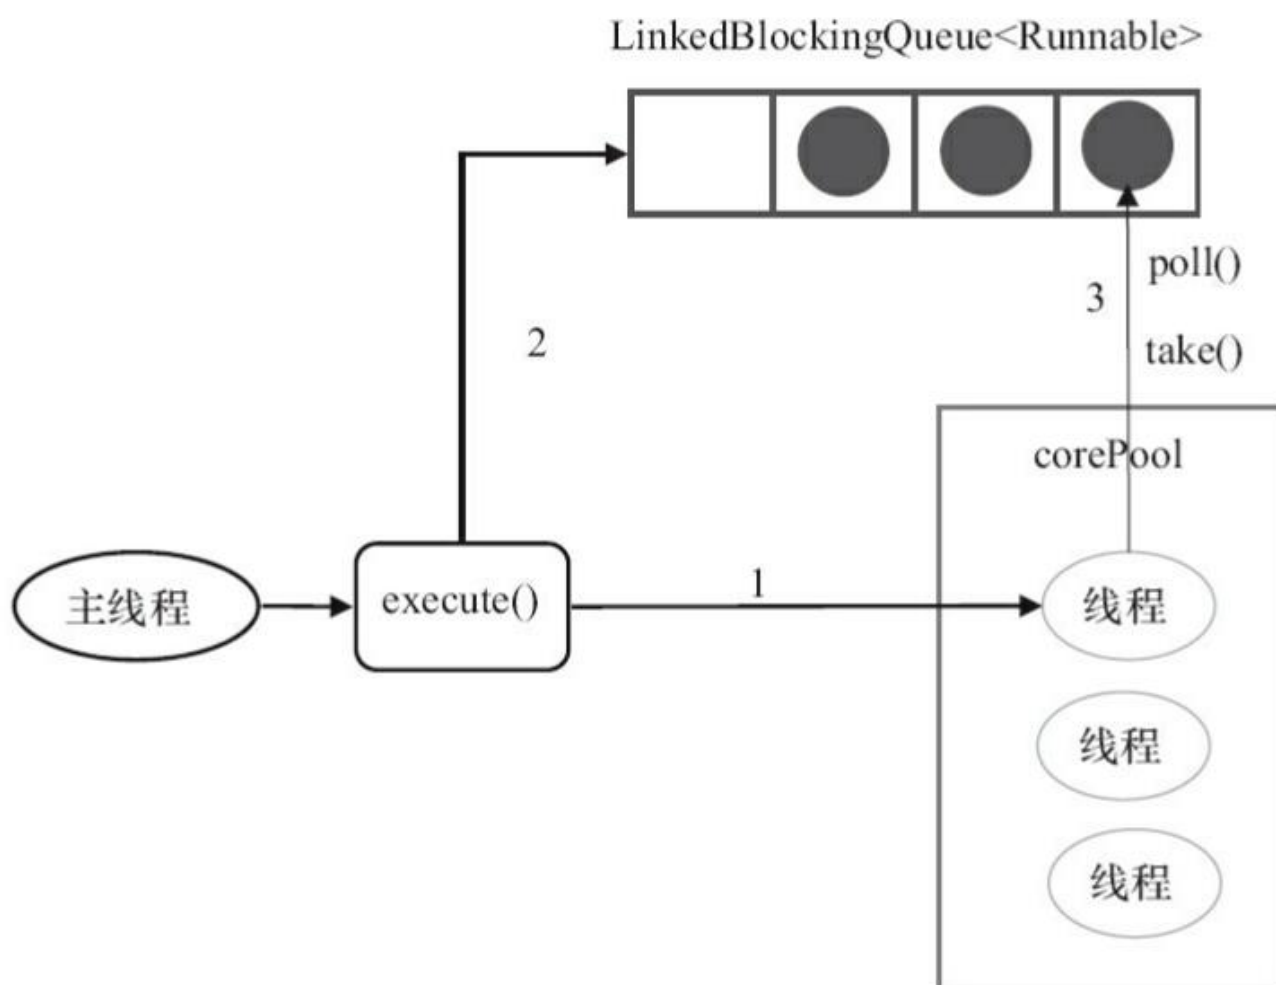 LinkedBlockingQueue<Runnable>
poll()
3
2
take()
corePool
主线程
execute()
1
线程
线程
线程